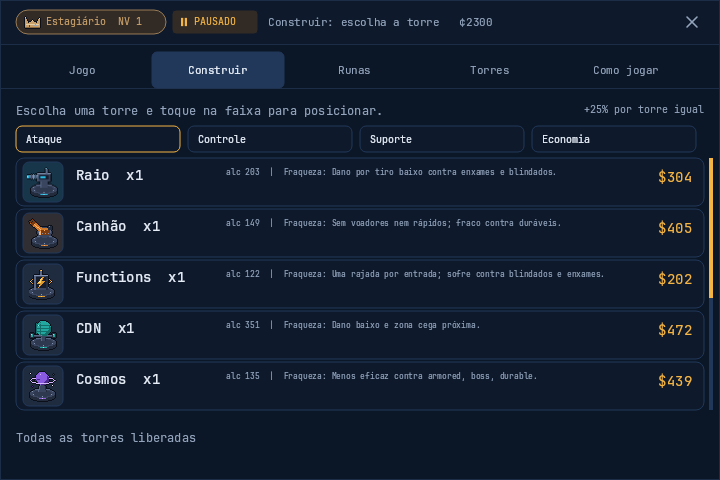 Estagiário NV 1 PAUSADO Construir: escolha a torre $2300
Jogo Construir Runas Torres Como jogar
Escolha uma torre e toque na faixa para posicionar. +25% por torre igual
Ataque Controle Suporte Economia
Raio x1 alc 203 | Fraqueza: Dano por tiro baixo contra enxames e blindados. $304
Canhão x1 alc 149 | Fraqueza: Sem voadores nem rápidos; fraco contra duráveis. $405
Functions x1 alc 122 | Fraqueza: Uma rajada por entrada; sofre contra blindados e enxames. $202
CDN x1 alc 351 | Fraqueza: Dano baixo e zona cega próxima. $472
Cosmos x1 alc 135 | Fraqueza: Menos eficaz contra armored, boss, durable. $439
Todas as torres liberadas